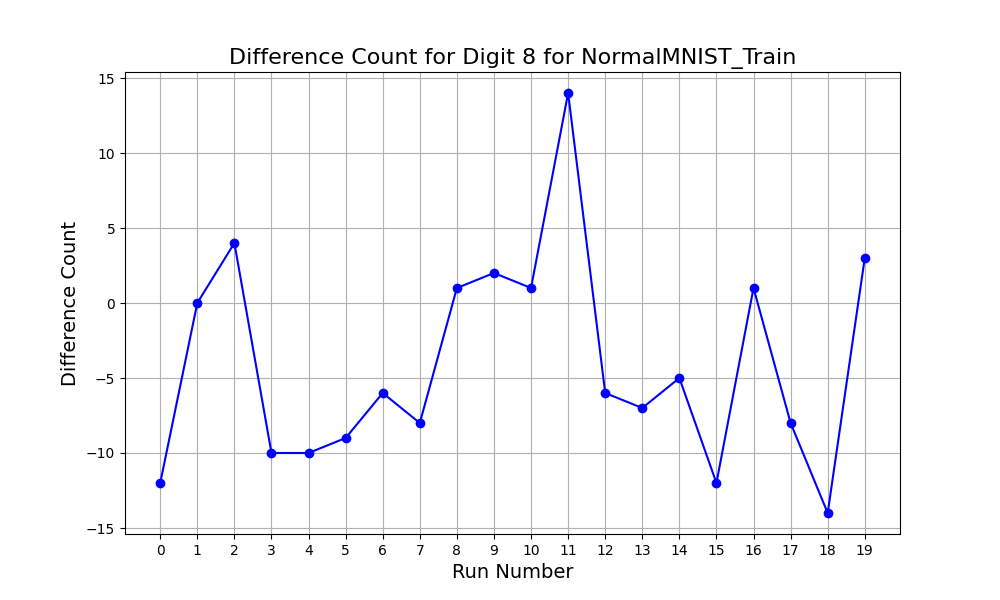 Difference Count for Digit 8 for NormalMNIST_Train
Difference Count
15
10
5
0
−5
−10
−15
0 1 2 3 4 5 6 7 8 9 10 11 12 13 14 15 16 17 18 19
Run Number